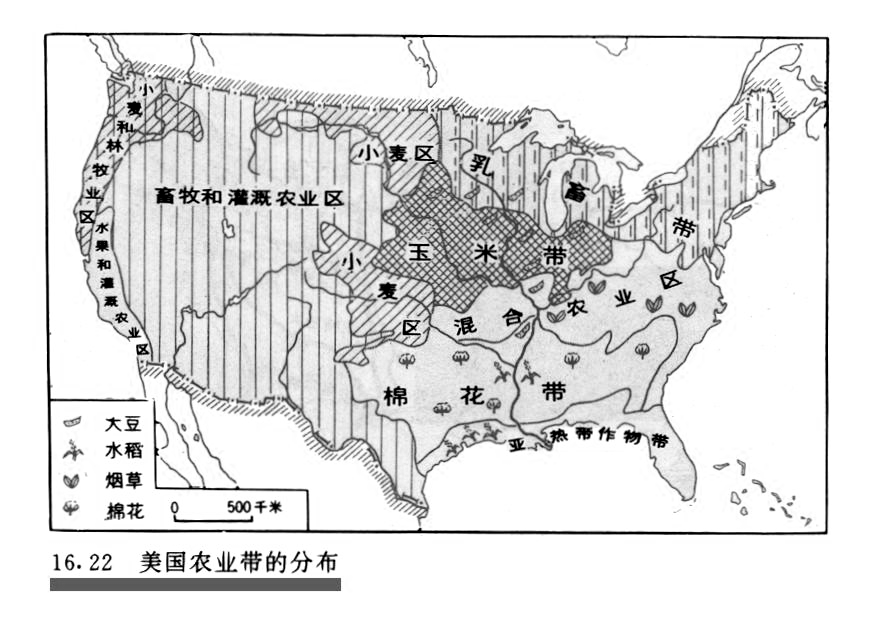 小麦和林牧业区
小麦区
乳畜带
畜牧和灌溉农业区
水果和灌溉农业区
玉米带
小麦区
混合农业区
棉花带
亚热带作物带
大豆
水稻
烟草
棉花
0 500千米
16.22 美国农业带的分布